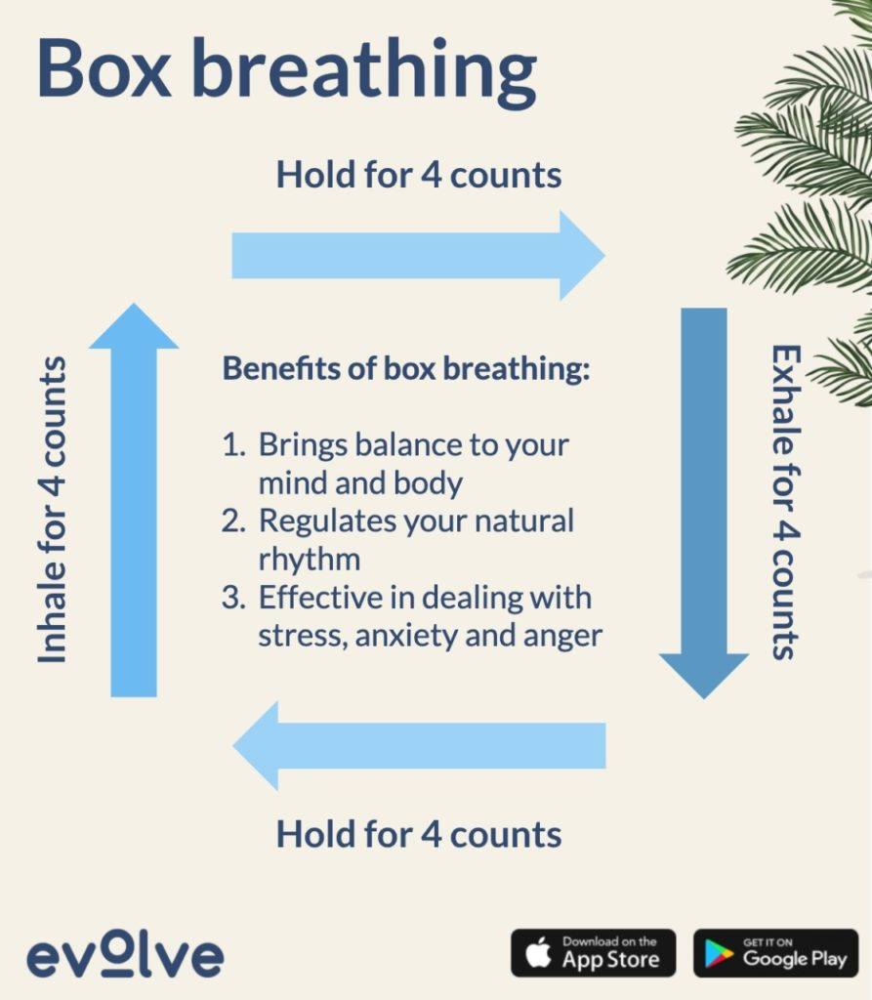 Box breathing
Hold for 4 counts
Inhale for 4 counts
Benefits of box breathing:
1. Brings balance to your
mind and body
2. Regulates your natural
rhythm
3. Effective in dealing with
stress, anxiety and anger
Exhale for 4 counts
Hold for 4 counts
evolve
Download on the
App Store
GET IT ON
Google Play